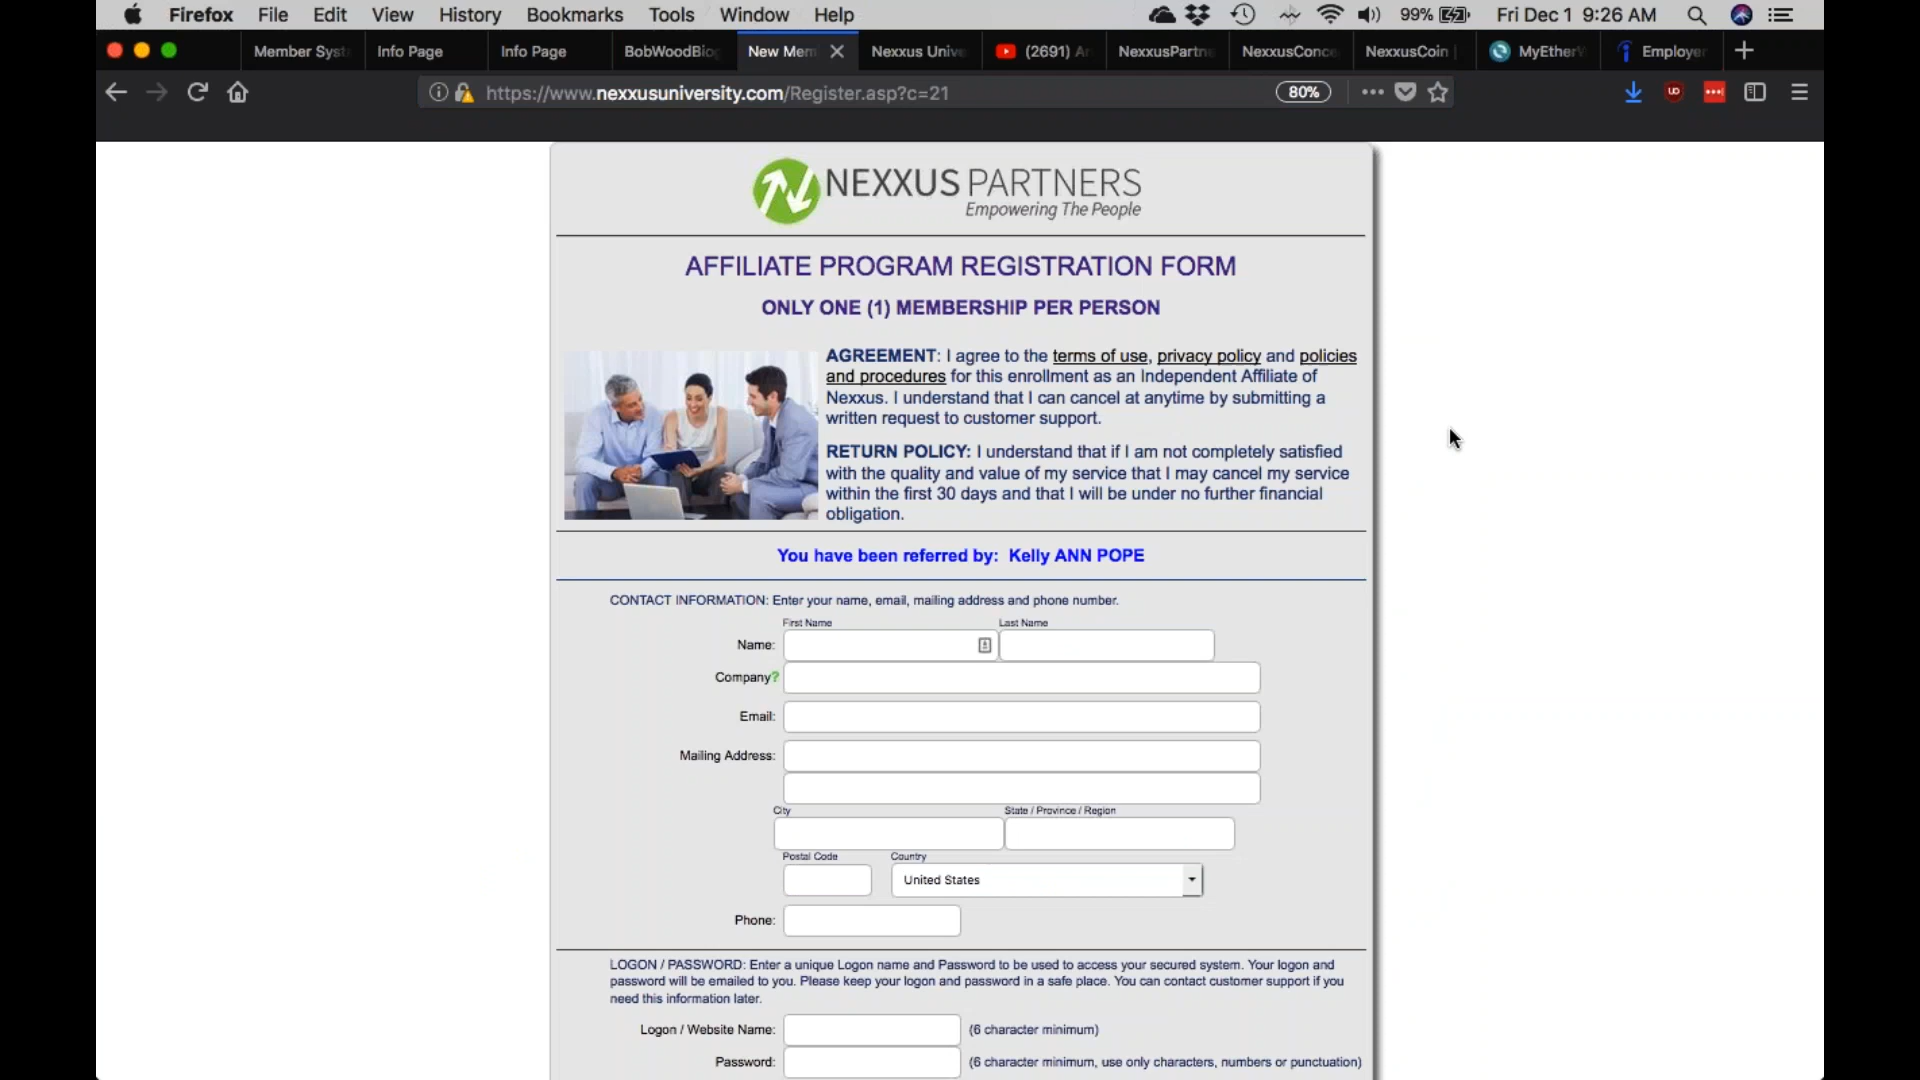 Firefox File Edit View History Bookmarks Tools Window Help 99% Fri Dec 1 9:26 AM
Member Syst Info Page Info Page BobWoodBlog New Mem Nexxus Unive (2691) A NexxusPartne NexxusConce NexxusCoin MyEtherW Employer
https://www.nexxusuniversity.com/Register.asp?c=21 80%
NEXXUS PARTNERS
Empowering The People
AFFILIATE PROGRAM REGISTRATION FORM
ONLY ONE (1) MEMBERSHIP PER PERSON
AGREEMENT: I agree to the terms of use, privacy policy and policies
and procedures for this enrollment as an Independent Affiliate of
Nexxus. I understand that I can cancel at anytime by submitting a
written request to customer support.
RETURN POLICY: I understand that if I am not completely satisfied
with the quality and value of my service that I may cancel my service
within the first 30 days and that I will be under no further financial
obligation.
You have been referred by: Kelly ANN POPE
CONTACT INFORMATION: Enter your name, email, mailing address and phone number.
First Name Last Name
Name:
Company?
Email:
Mailing Address:
City State / Province / Region
Postal Code Country
United States
Phone:
LOGON / PASSWORD: Enter a unique Logon name and Password to be used to access your secured system. Your logon and
password will be emailed to you. Please keep your logon and password in a safe place. You can contact customer support if you
need this information later.
Logon / Website Name: (6 character minimum)
Password: (6 character minimum, use only characters, numbers or punctuation)